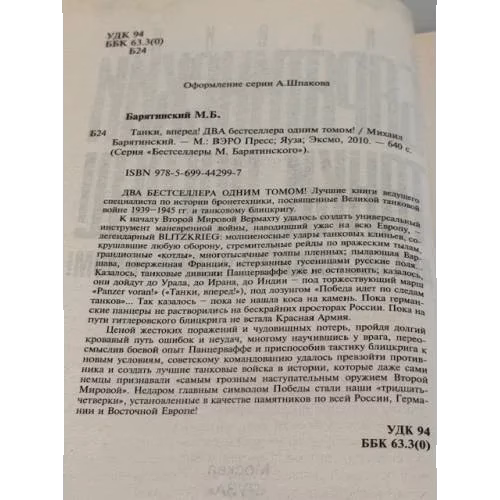 УДК 94
ББК 63.3(0)
Б24
Оформление серии А.Шпакова
Барятинский М.Б.
Б24 Танки, вперед! ДВА бестселлера одним томом! / Михаил
Барятинский. — М.: ВЭРО Пресс; Яуза; Эксмо, 2010. — 640 с.
(Серия «Бестселлеры М. Барятинского»).
ISBN 978-5-699-44299-7
ДВА БЕСТСЕЛЛЕРА ОДНИМ ТОМОМ! Лучшие книги ведущего
специалиста по истории бронетехники, посвященные Великой танковой
войне 1939–1945 гг. и танковому блицкригу.
К началу Второй Мировой Вермахту удалось создать универсальный
инструмент маневренной войны, наводивший ужас на всю Европу, —
легендарный BLITZKRIEG: молниеносные удары танковых клиньев, со-
крушавшие любую оборону, стремительные рейды по вражеским тылам,
грандиозные «котлы», многотысячные толпы пленных; пылающая Вар-
шава, поверженная Франция, истерзанные гусеницами русские поля...
Казалось, танковые дивизии Панцерваффе уже не остановить; казалось,
они дойдут до Урала, до Ирана, до Индии — под торжествующий марш
«Panzer voran!» («Танки, вперед!»), под лозунгом «Победа идет по следам
танков»... Так казалось — пока не нашла коса на камень. Пока герман-
ские панцеры не растворились на бескрайних просторах России. Пока на
пути гитлеровского блицкрига не встала Красная Армия.
Ценой жестоких поражений и чудовищных потерь, пройдя долгий
кровавый путь ошибок и неудач, многому научившись у врага, перео-
смыслив боевой опыт Панцерваффе и приспособив тактику блицкрига к
новым условиям, советскому командованию удалось превзойти против-
ника и создать лучшие танковые войска в истории, которые даже сами
немцы признавали «самым грозным наступательным оружием Второй
Мировой». Недаром главным символом Победы стали наши «тридцать-
четверки», установленные в качестве памятников по всей России, Герма-
нии и Восточной Европе!
УДК 94
ББК 63.3(0)